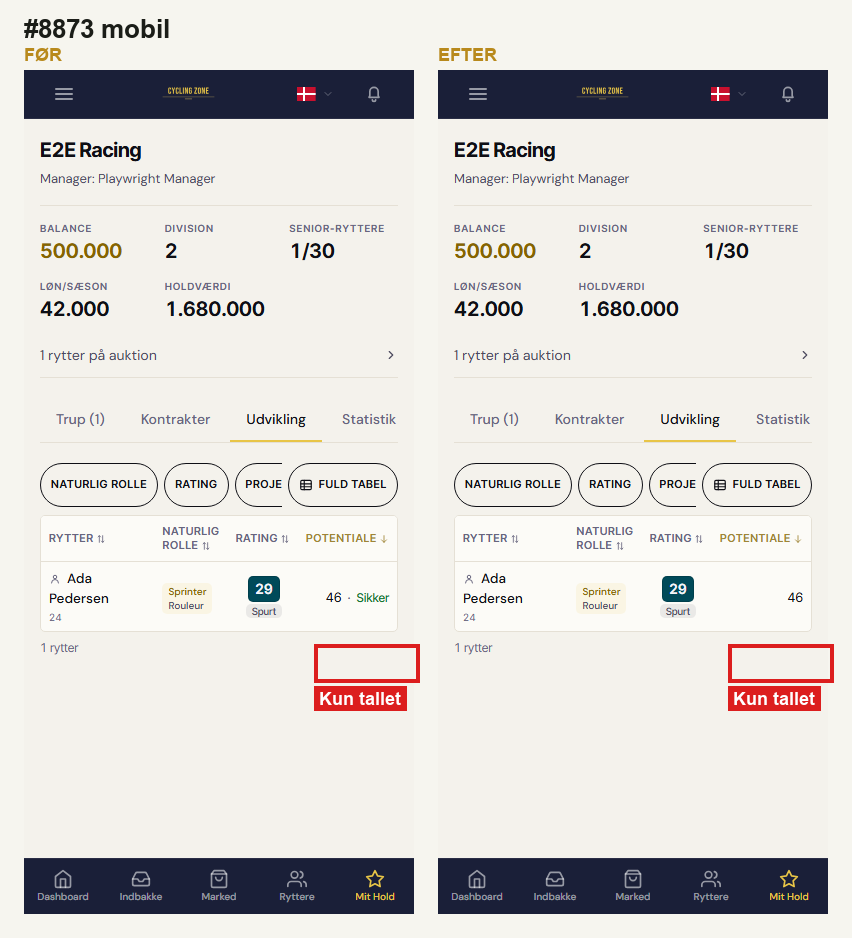 #8873 mobil
FØR
CYCLING ZONE
E2E Racing
Manager: Playwright Manager
BALANCE DIVISION SENIOR-RYTTERE
500.000 2 1/30
LØN/SÆSON HOLDVÆRDI
42.000 1.680.000
1 rytter på auktion
Trup (1) Kontrakter Udvikling Statistik
NATURLIG ROLLE RATING PROJE FULD TABEL
RYTTER NATURLIG ROLLE RATING POTENTIALE
Ada Pedersen
24
Sprinter
Rouleur
29
Spurt
46 · Sikker
1 rytter
Kun tallet
Dashboard Indbakke Marked Ryttere Mit Hold
EFTER
CYCLING ZONE
E2E Racing
Manager: Playwright Manager
BALANCE DIVISION SENIOR-RYTTERE
500.000 2 1/30
LØN/SÆSON HOLDVÆRDI
42.000 1.680.000
1 rytter på auktion
Trup (1) Kontrakter Udvikling Statistik
NATURLIG ROLLE RATING PROJE FULD TABEL
RYTTER NATURLIG ROLLE RATING POTENTIALE
Ada Pedersen
24
Sprinter
Rouleur
29
Spurt
46
1 rytter
Kun tallet
Dashboard Indbakke Marked Ryttere Mit Hold